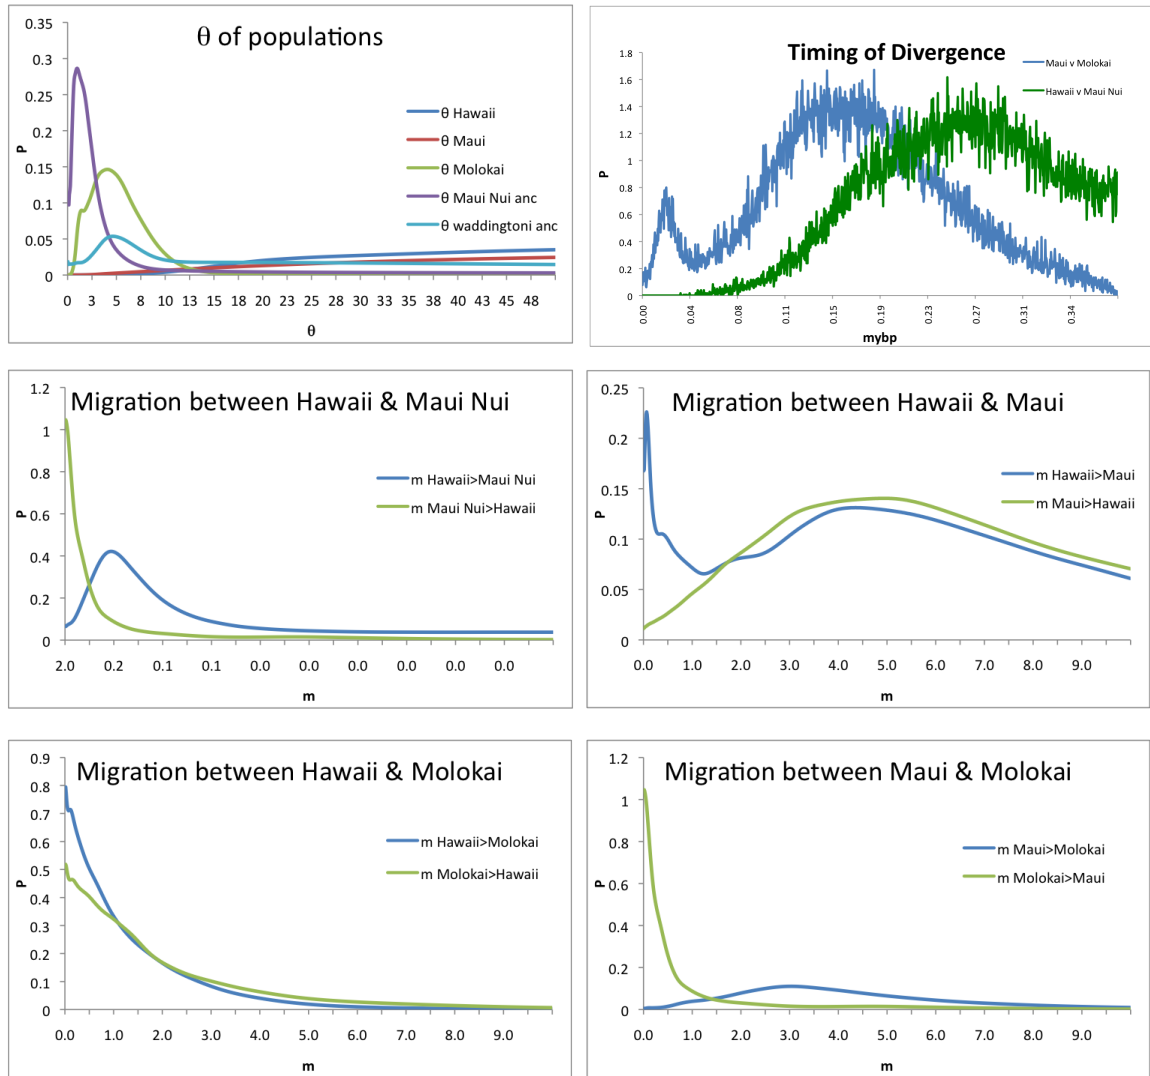 θ of populations
0.35
0.3
0.25
0.2
0.15
0.1
0.05
0
P
θ Hawaii
θ Maui
θ Molokai
θ Maui Nui anc
θ waddingtoni anc
0 3 5 8 10 13 15 18 20 23 25 28 30 33 35 38 40 43 45 48
θ
Timing of Divergence
1.8
1.6
1.4
1.2
1
0.8
0.6
0.4
0.2
0
P
Maui v Molokai
Hawaii v Maui Nui
0.00 0.04 0.08 0.11 0.15 0.19 0.23 0.27 0.31 0.34
mybp
Migration between Hawaii & Maui Nui
1.2
1
0.8
0.6
0.4
0.2
0
P
m Hawaii>Maui Nui
m Maui Nui>Hawaii
2.0 0.2 0.1 0.1 0.0 0.0 0.0 0.0 0.0 0.0
m
Migration between Hawaii & Maui
0.25
0.2
0.15
0.1
0.05
0
P
m Hawaii>Maui
m Maui>Hawaii
0.0 1.0 2.0 3.0 4.0 5.0 6.0 7.0 8.0 9.0
m
Migration between Hawaii & Molokai
0.9
0.8
0.7
0.6
0.5
0.4
0.3
0.2
0.1
0
P
m Hawaii>Molokai
m Molokai>Hawaii
0.0 1.0 2.0 3.0 4.0 5.0 6.0 7.0 8.0 9.0
m
Migration between Maui & Molokai
1.2
1
0.8
0.6
0.4
0.2
0
P
m Maui>Molokai
m Molokai>Maui
0.0 1.0 2.0 3.0 4.0 5.0 6.0 7.0 8.0 9.0
m